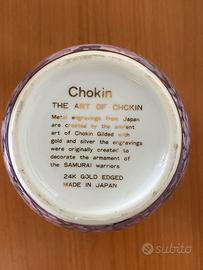 Chokin
THE ART OF CHOKIN
Metal engravings from Japan
are created by the ancient
art of Chokin Gilded with
gold and silver the engravings
were originally created to
decorate the armament of
the SAMURAI warriors
24K GOLD EDGED
MADE IN JAPAN
subito